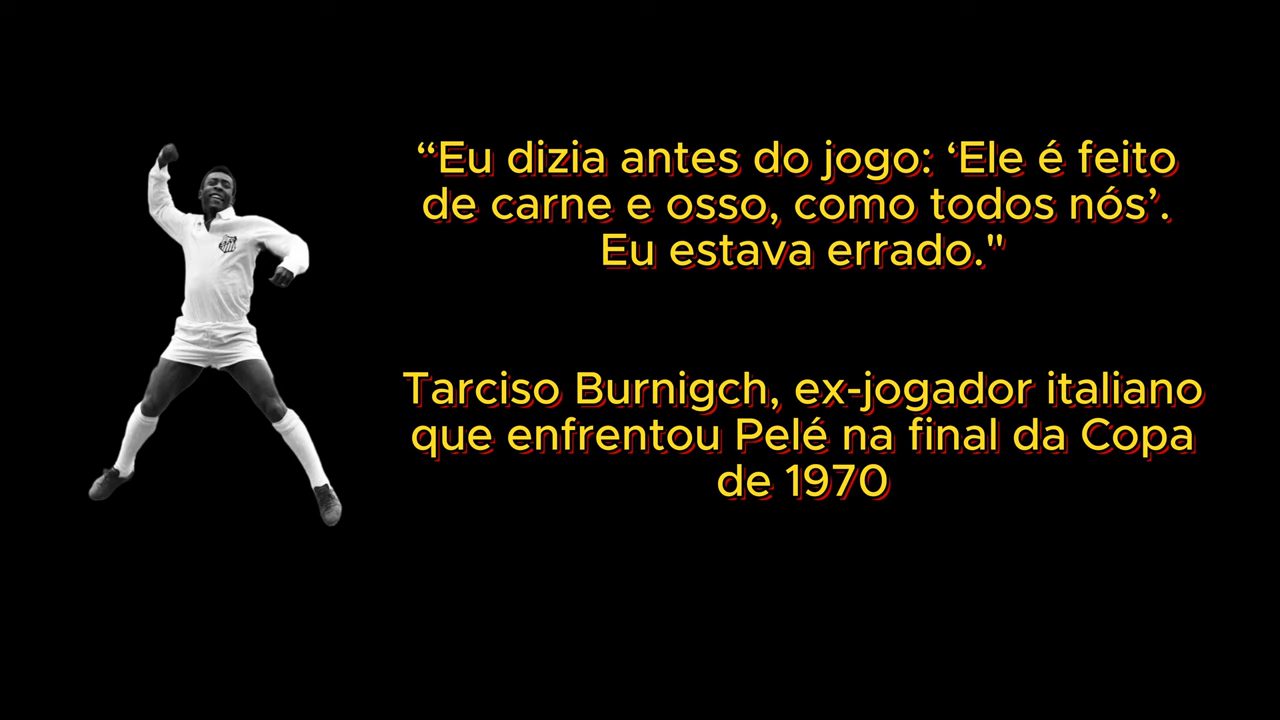 “Eu dizia antes do jogo: ‘Ele é feito
de carne e osso, como todos nós’.
Eu estava errado."
Tarciso Burnigch, ex-jogador italiano
que enfrentou Pelé na final da Copa
de 1970